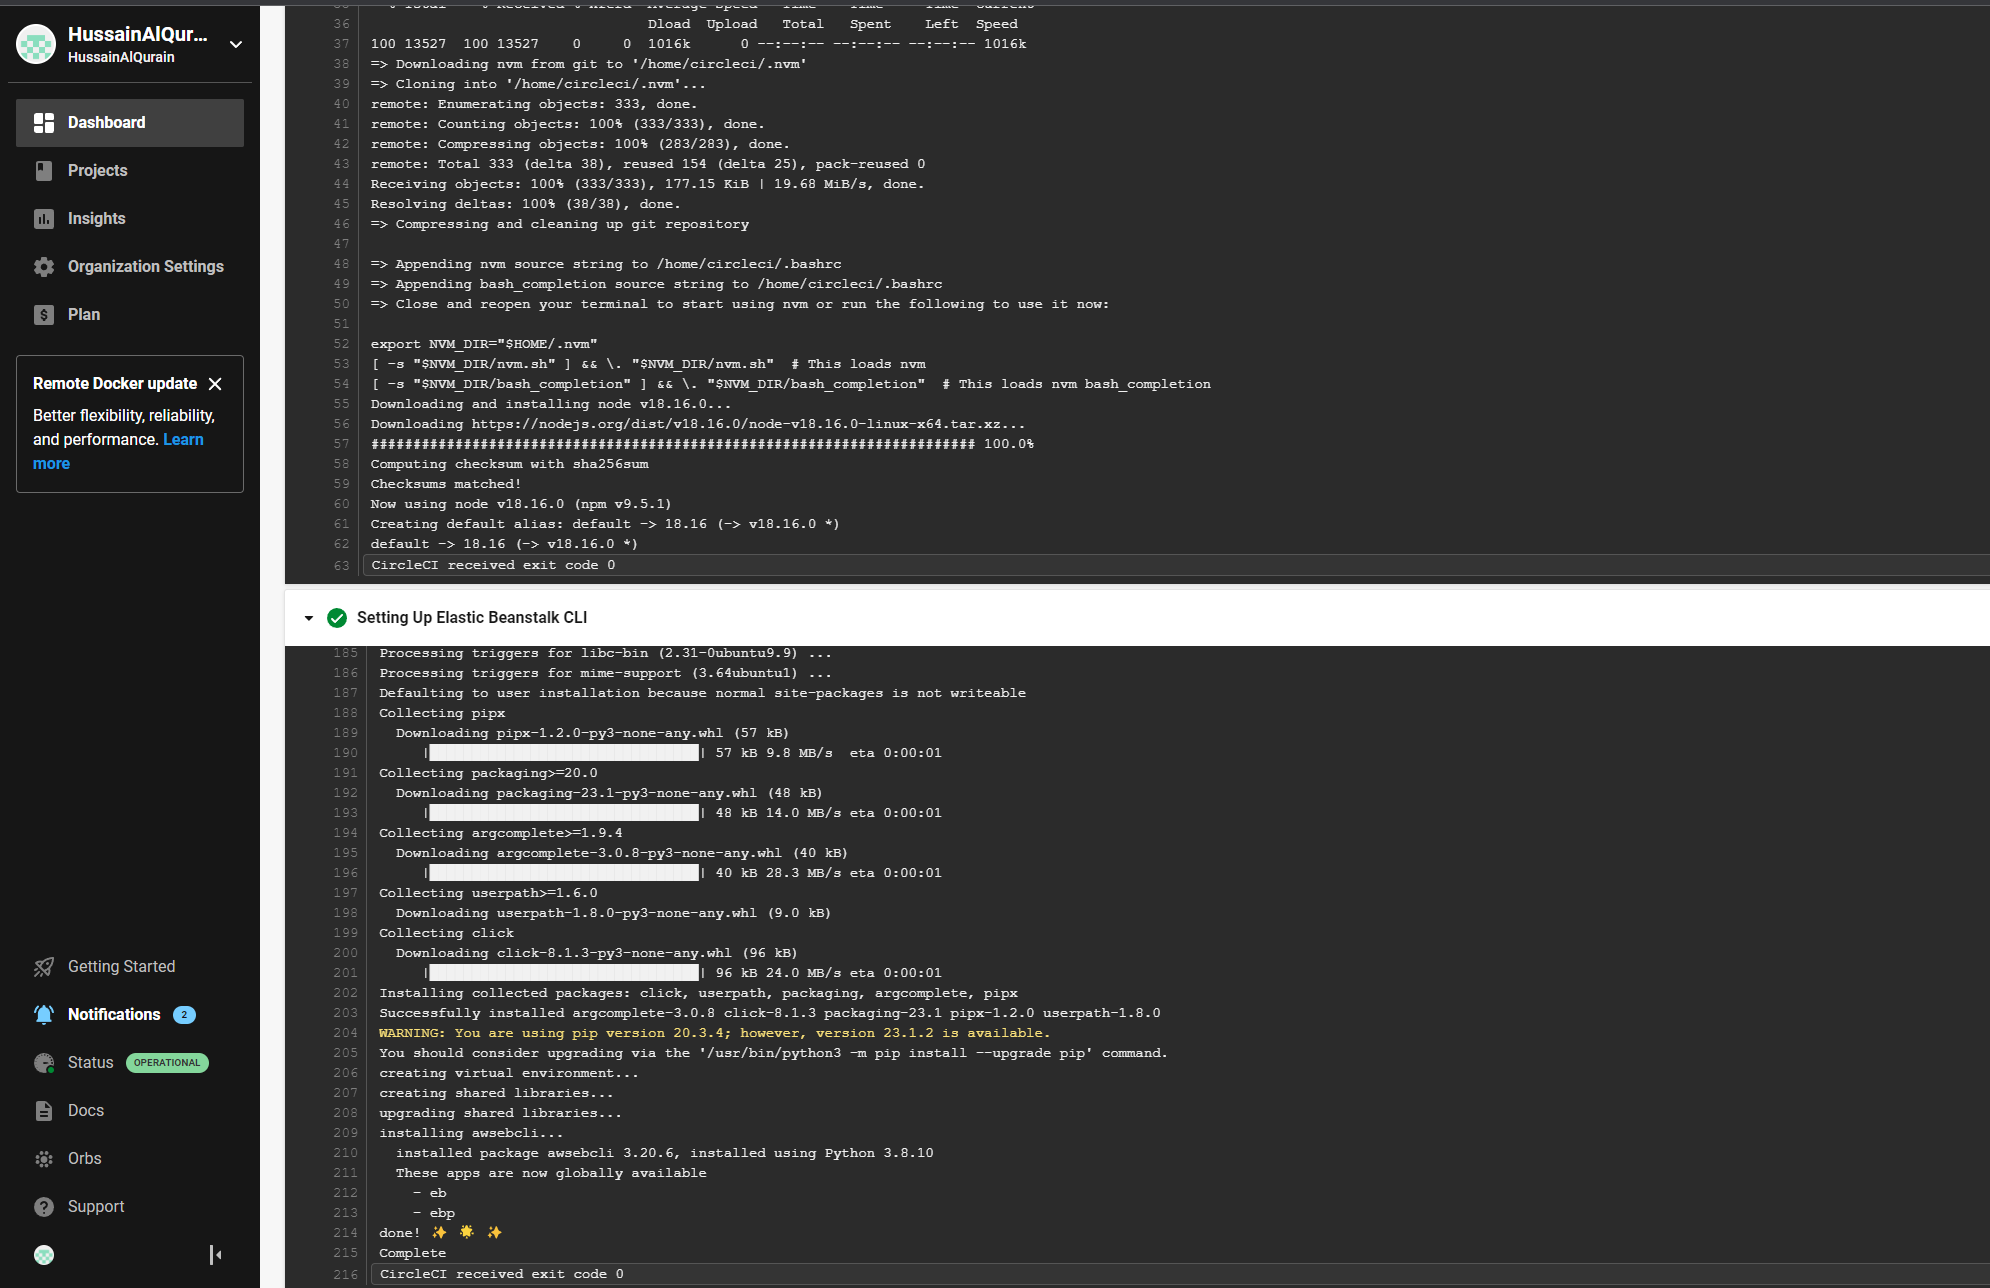 HussainAlQur...
HussainAlQurain
Dashboard
Projects
Insights
Organization Settings
Plan
Remote Docker update
Better flexibility, reliability,
and performance. Learn
more
Getting Started
Notifications 2
Status OPERATIONAL
Docs
Orbs
Support
36 Dload Upload Total Spent Left Speed
37 100 13527 100 13527 0 0 1016k 0 --:--:-- --:--:-- --:--:-- 1016k
38 => Downloading nvm from git to '/home/circleci/.nvm'
39 => Cloning into '/home/circleci/.nvm'...
40 remote: Enumerating objects: 333, done.
41 remote: Counting objects: 100% (333/333), done.
42 remote: Compressing objects: 100% (283/283), done.
43 remote: Total 333 (delta 38), reused 154 (delta 25), pack-reused 0
44 Receiving objects: 100% (333/333), 177.15 KiB | 19.68 MiB/s, done.
45 Resolving deltas: 100% (38/38), done.
46 => Compressing and cleaning up git repository
47
48 => Appending nvm source string to /home/circleci/.bashrc
49 => Appending bash_completion source string to /home/circleci/.bashrc
50 => Close and reopen your terminal to start using nvm or run the following to use it now:
51
52 export NVM_DIR="$HOME/.nvm"
53 [ -s "$NVM_DIR/nvm.sh" ] && \. "$NVM_DIR/nvm.sh" # This loads nvm
54 [ -s "$NVM_DIR/bash_completion" ] && \. "$NVM_DIR/bash_completion" # This loads nvm bash_completion
55 Downloading and installing node v18.16.0...
56 Downloading https://nodejs.org/dist/v18.16.0/node-v18.16.0-linux-x64.tar.xz...
57 ######################################################################## 100.0%
58 Computing checksum with sha256sum
59 Checksums matched!
60 Now using node v18.16.0 (npm v9.5.1)
61 Creating default alias: default -> 18.16 (-> v18.16.0 *)
62 default -> 18.16 (-> v18.16.0 *)
63 CircleCI received exit code 0
Setting Up Elastic Beanstalk CLI
185 Processing triggers for libc-bin (2.31-0ubuntu9.9) ...
186 Processing triggers for mime-support (3.64ubuntu1) ...
187 Defaulting to user installation because normal site-packages is not writeable
188 Collecting pipx
189 Downloading pipx-1.2.0-py3-none-any.whl (57 kB)
190 |████████████████████████████████| 57 kB 9.8 MB/s eta 0:00:01
191 Collecting packaging>=20.0
192 Downloading packaging-23.1-py3-none-any.whl (48 kB)
193 |████████████████████████████████| 48 kB 14.0 MB/s eta 0:00:01
194 Collecting argcomplete>=1.9.4
195 Downloading argcomplete-3.0.8-py3-none-any.whl (40 kB)
196 |████████████████████████████████| 40 kB 28.3 MB/s eta 0:00:01
197 Collecting userpath>=1.6.0
198 Downloading userpath-1.8.0-py3-none-any.whl (9.0 kB)
199 Collecting click
200 Downloading click-8.1.3-py3-none-any.whl (96 kB)
201 |████████████████████████████████| 96 kB 24.0 MB/s eta 0:00:01
202 Installing collected packages: click, userpath, packaging, argcomplete, pipx
203 Successfully installed argcomplete-3.0.8 click-8.1.3 packaging-23.1 pipx-1.2.0 userpath-1.8.0
204 WARNING: You are using pip version 20.3.4; however, version 23.1.2 is available.
205 You should consider upgrading via the '/usr/bin/python3 -m pip install --upgrade pip' command.
206 creating virtual environment...
207 creating shared libraries...
208 upgrading shared libraries...
209 installing awsebcli...
210 installed package awsebcli 3.20.6, installed using Python 3.8.10
211 These apps are now globally available
212 - eb
213 - ebp
214 done! ✨ 🌟 ✨
215 Complete
216 CircleCI received exit code 0